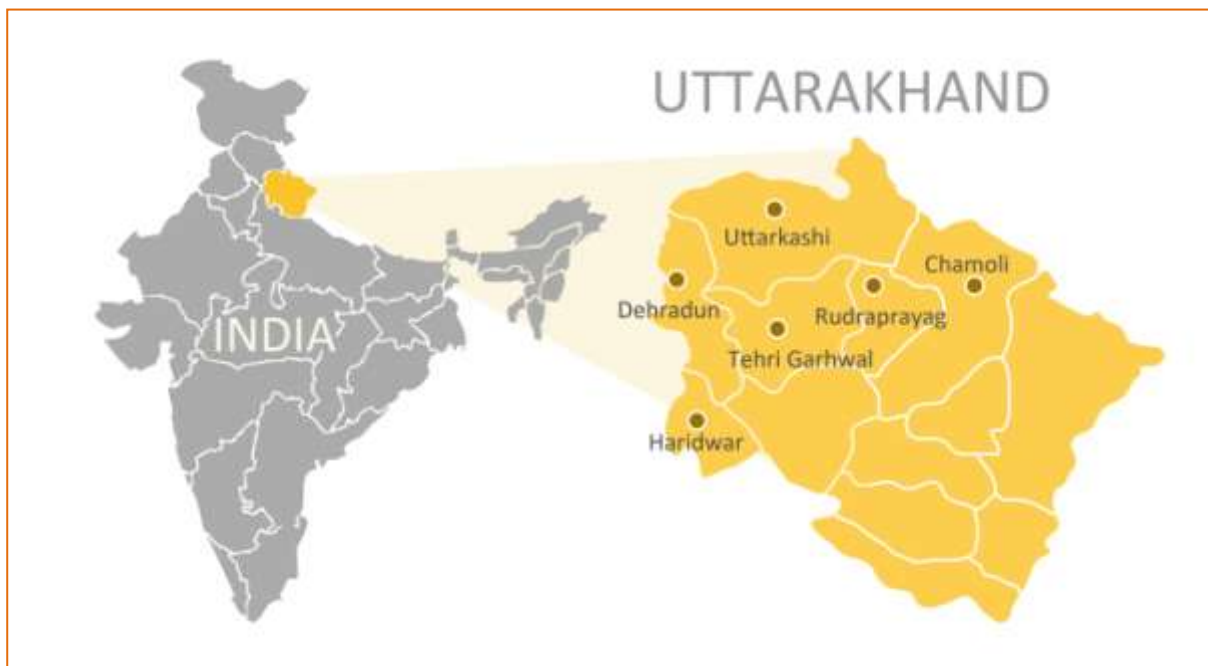 UTTARAKHAND
INDIA
Uttarkashi
Chamoli
Dehradun
Rudraprayag
Tehri Garhwal
Haridwar